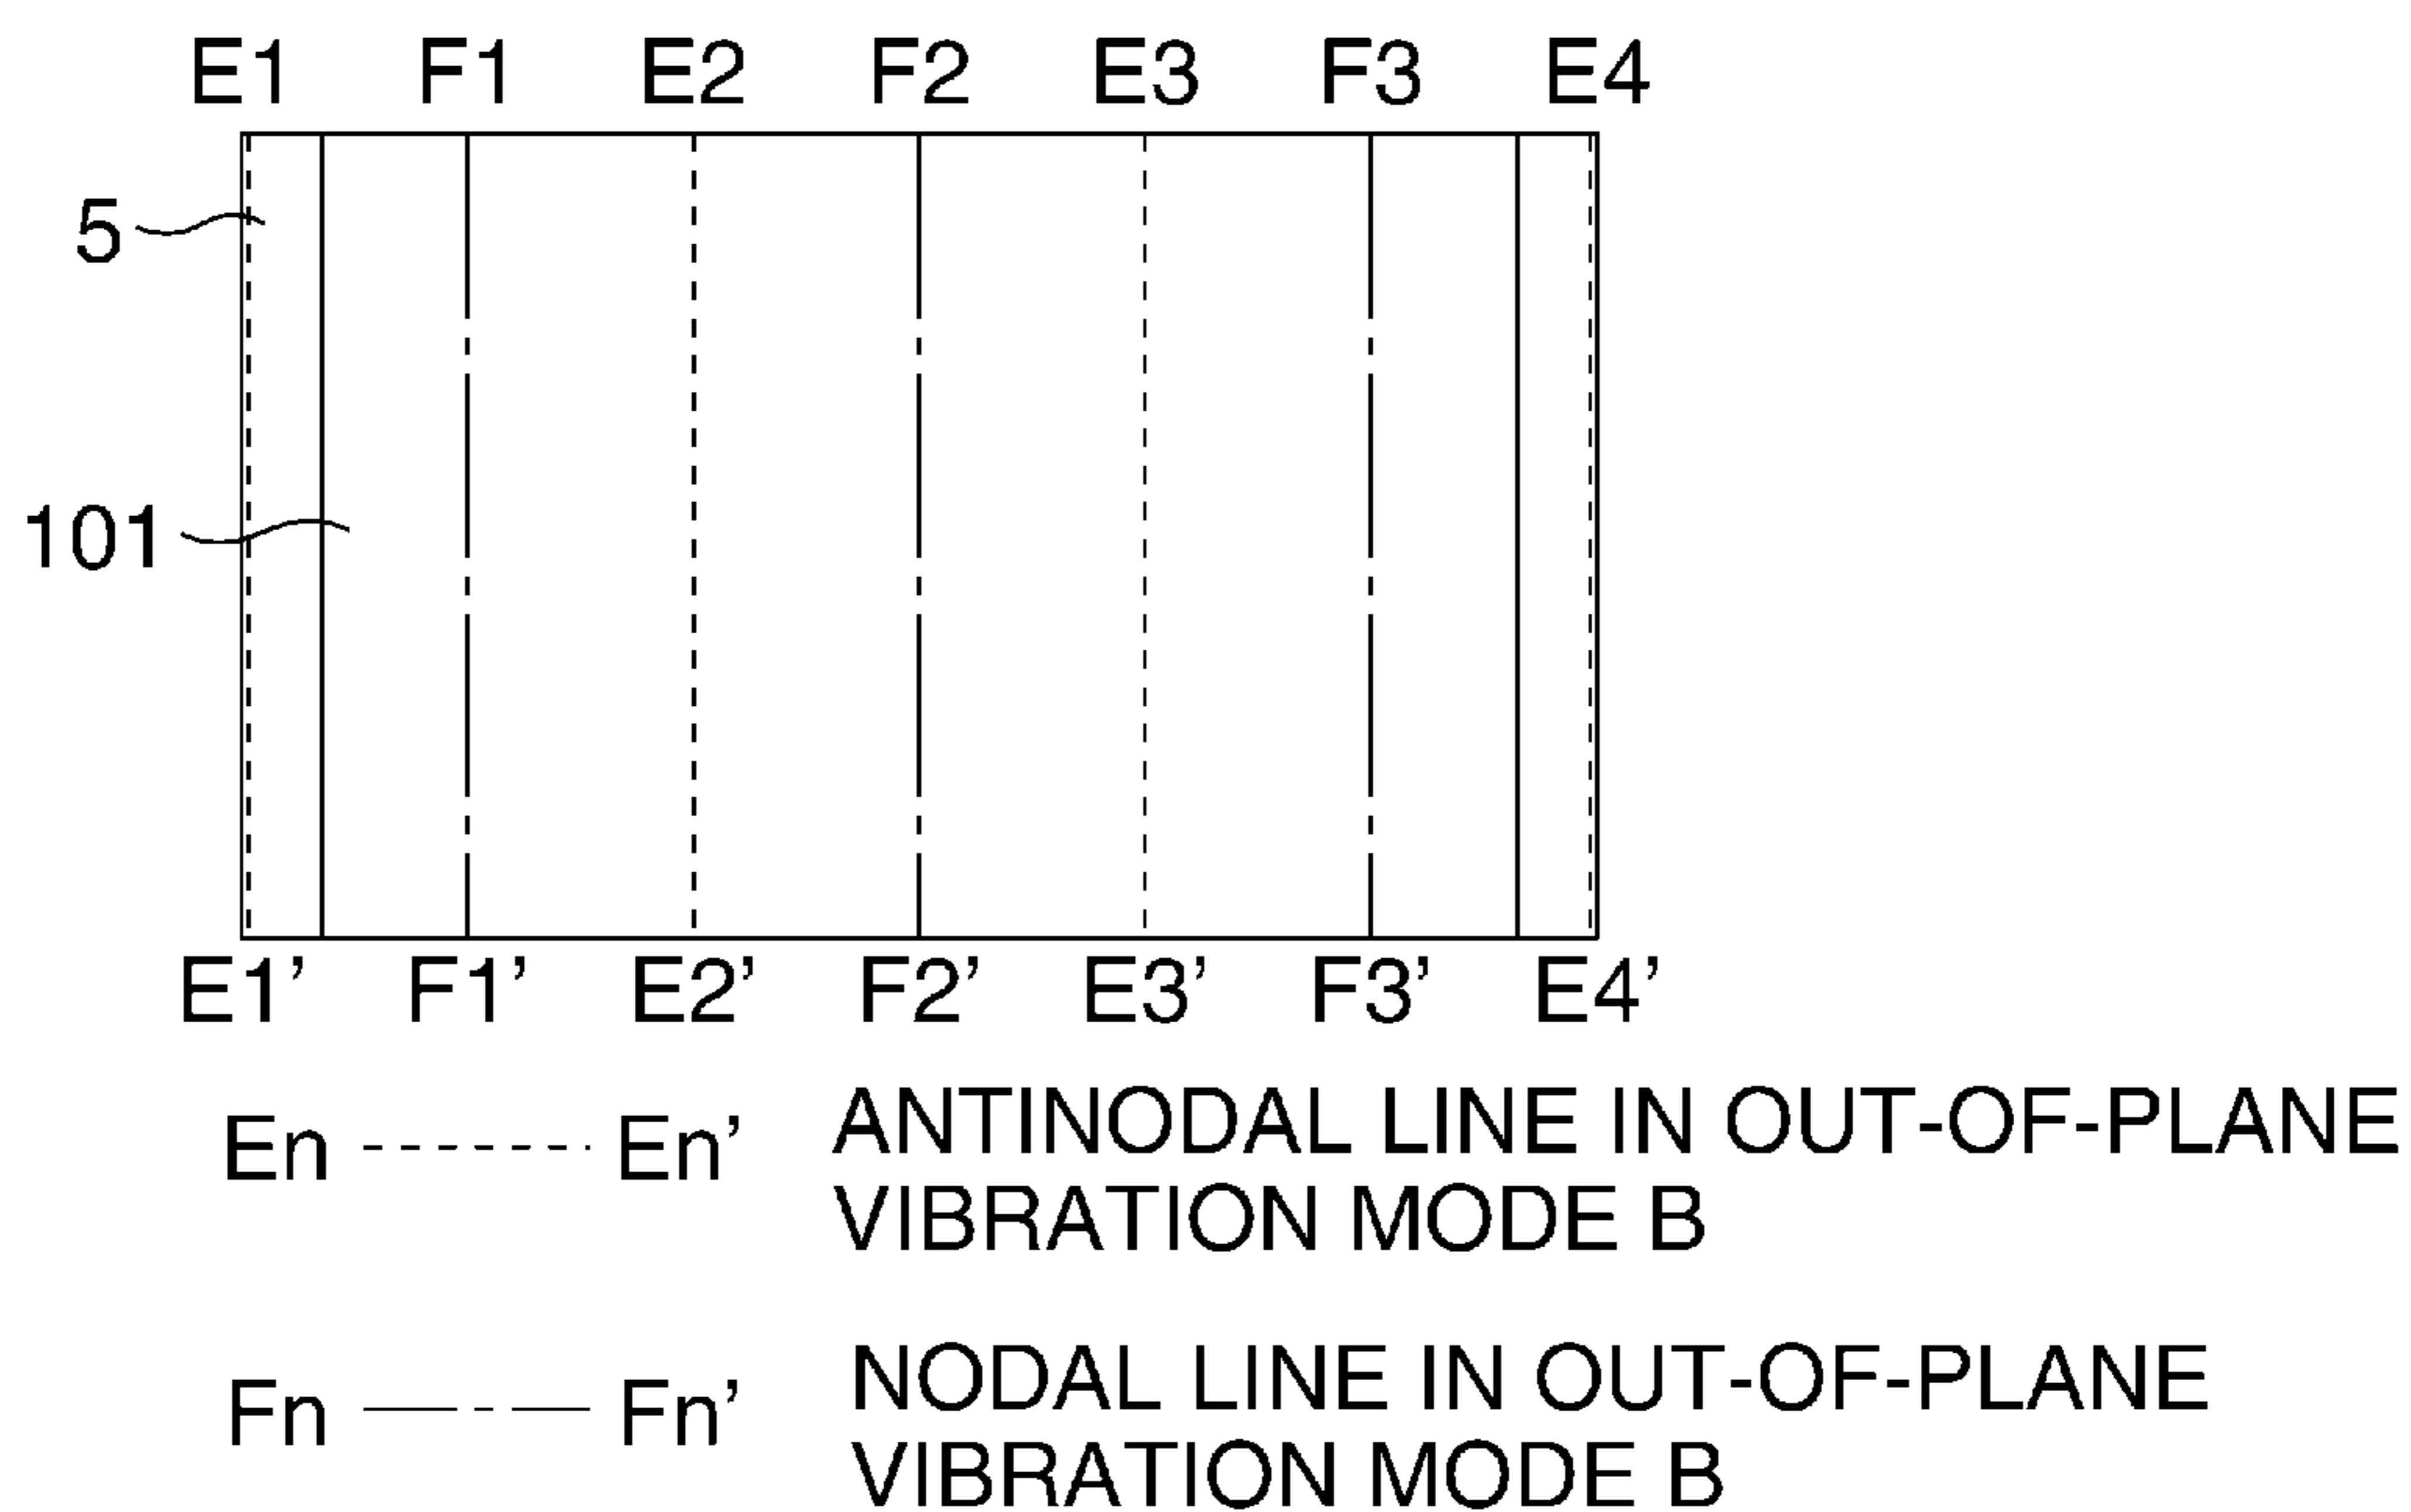 E1 F1 E2 F2 E3 F3 E4
5
101
E1’ F1’ E2’ F2’ E3’ F3’ E4’
En En’ ANTINODAL LINE IN OUT-OF-PLANE
VIBRATION MODE B
Fn Fn’ NODAL LINE IN OUT-OF-PLANE
VIBRATION MODE B